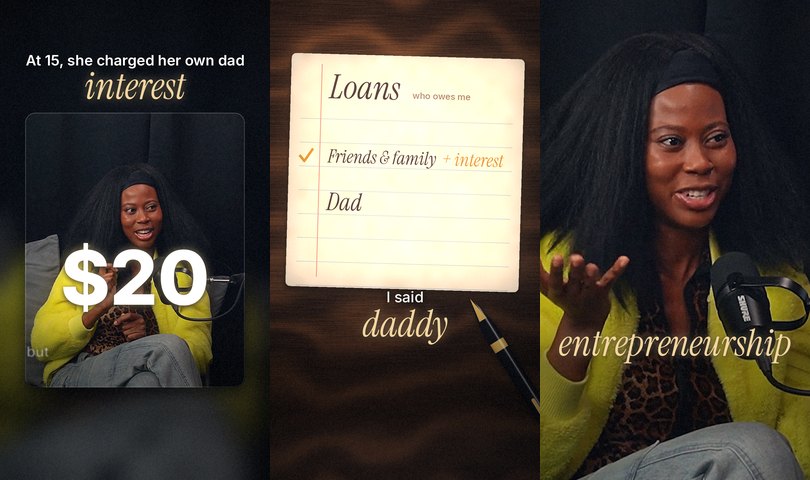 At 15, she charged her own dad
interest
$20
but
Loans who owes me
Friends & family + interest
Dad
I said
daddy
SHURE
entrepreneurship